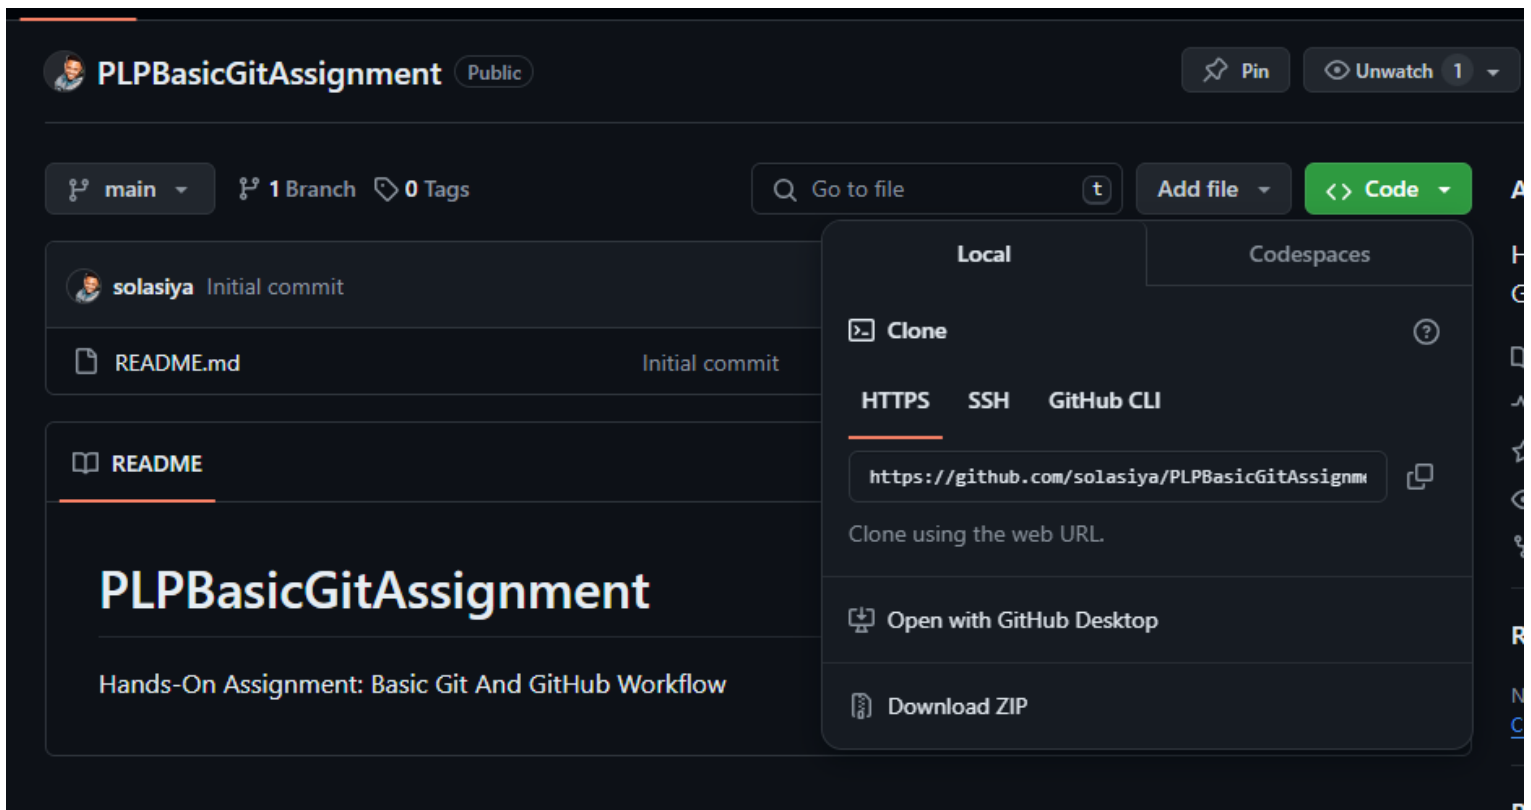 PLPBasicGitAssignment Public Pin Unwatch 1
main 1 Branch 0 Tags Go to file t Add file Code
Local Codespaces
solasiya Initial commit
Clone
README.md Initial commit
HTTPS SSH GitHub CLI
README
https://github.com/solasiya/PLPBasicGitAssignm
Clone using the web URL.
PLPBasicGitAssignment
Open with GitHub Desktop
Hands-On Assignment: Basic Git And GitHub Workflow
Download ZIP